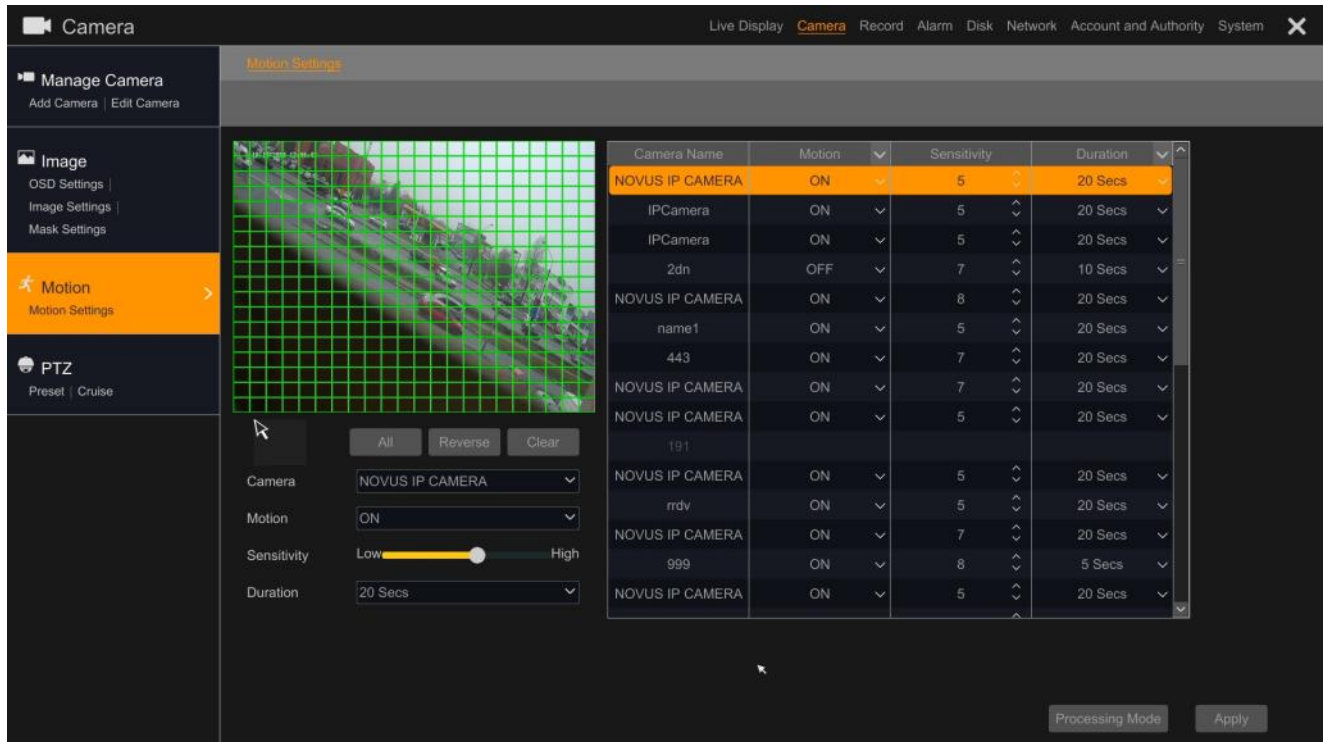 Camera
Live Display Camera Record Alarm Disk Network Account and Authority System
Manage Camera
Add Camera | Edit Camera
Image
OSD Settings |
Image Settings |
Mask Settings
Motion
Motion Settings
PTZ
Preset | Cruise
Motion Settings
All Reverse Clear
Camera NOVUS IP CAMERA
Motion ON
Sensitivity Low High
Duration 20 Secs
Camera Name Motion Sensitivity Duration
NOVUS IP CAMERA ON 5 20 Secs
IPCamera ON 5 20 Secs
IPCamera ON 5 20 Secs
2dn OFF 7 10 Secs
NOVUS IP CAMERA ON 8 20 Secs
name1 ON 5 20 Secs
443 ON 7 20 Secs
NOVUS IP CAMERA ON 7 20 Secs
NOVUS IP CAMERA ON 5 20 Secs
191
NOVUS IP CAMERA ON 5 20 Secs
rrdv ON 5 20 Secs
NOVUS IP CAMERA ON 7 20 Secs
999 ON 8 5 Secs
NOVUS IP CAMERA ON 5 20 Secs
Processing Mode Apply